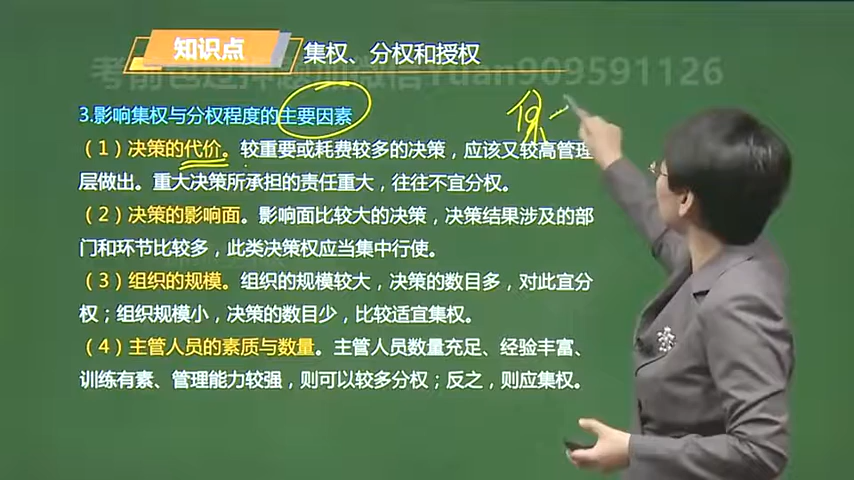 知识点
集权、分权和授权
3.影响集权与分权程度的主要因素
（1）决策的代价。较重要或耗费较多的决策，应该又较高管理
层做出。重大决策所承担的责任重大，往往不宜分权。
（2）决策的影响面。影响面比较大的决策，决策结果涉及的部
门和环节比较多，此类决策权应当集中行使。
（3）组织的规模。组织的规模较大，决策的数目多，对此宜分
权；组织规模小，决策的数目少，比较适宜集权。
（4）主管人员的素质与数量。主管人员数量充足、经验丰富、
训练有素、管理能力较强，则可以较多分权；反之，则应集权。